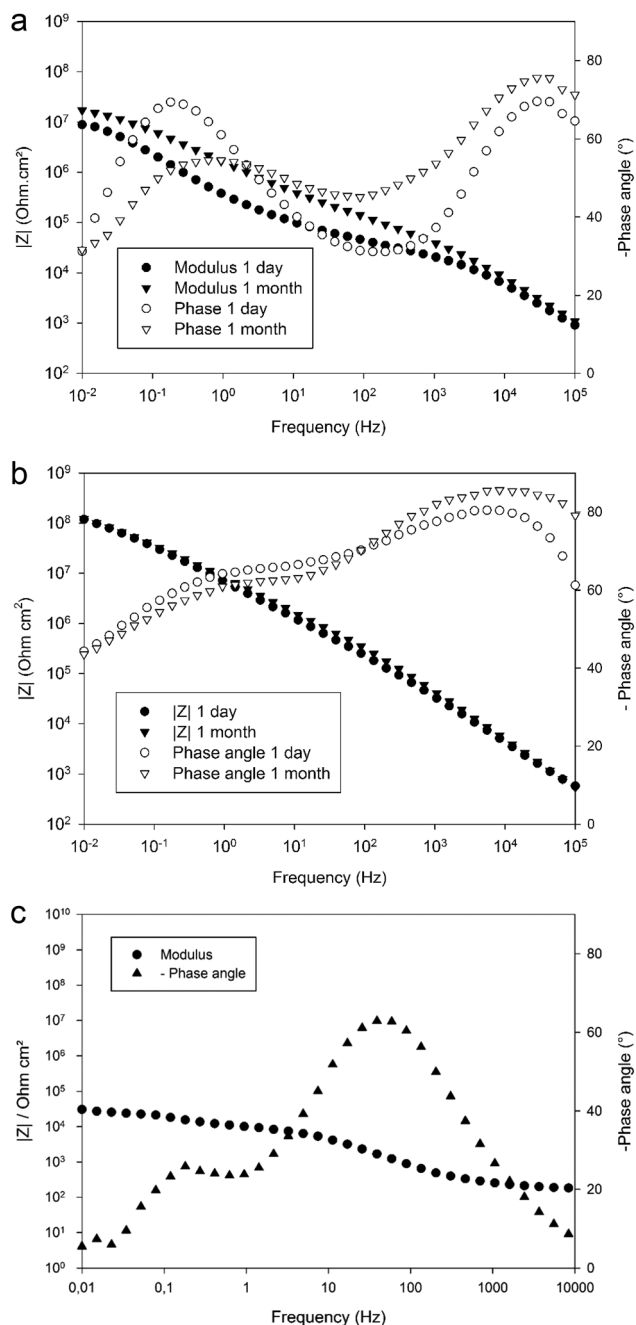 a
10⁹
10⁸
10⁷
10⁶
10⁵
10⁴
10³
10²
|Z| (Ohm.cm²)
80
60
40
20
0
-Phase angle (°)
Modulus 1 day
Modulus 1 month
Phase 1 day
Phase 1 month
10⁻² 10⁻¹ 10⁰ 10¹ 10² 10³ 10⁴ 10⁵
Frequency (Hz)
b
10⁹
10⁸
10⁷
10⁶
10⁵
10⁴
10³
10²
|Z| (Ohm cm²)
80
60
40
20
0
- Phase angle (°)
|Z| 1 day
|Z| 1 month
Phase angle 1 day
Phase angle 1 month
10⁻² 10⁻¹ 10⁰ 10¹ 10² 10³ 10⁴ 10⁵
Frequency (Hz)
c
10¹⁰
10⁹
10⁸
10⁷
10⁶
10⁵
10⁴
10³
10²
10¹
10⁰
|Z| / Ohm cm²
80
60
40
20
0
-Phase angle (°)
Modulus
- Phase angle
0,01 0,1 1 10 100 1000 10000
Frequency (Hz)